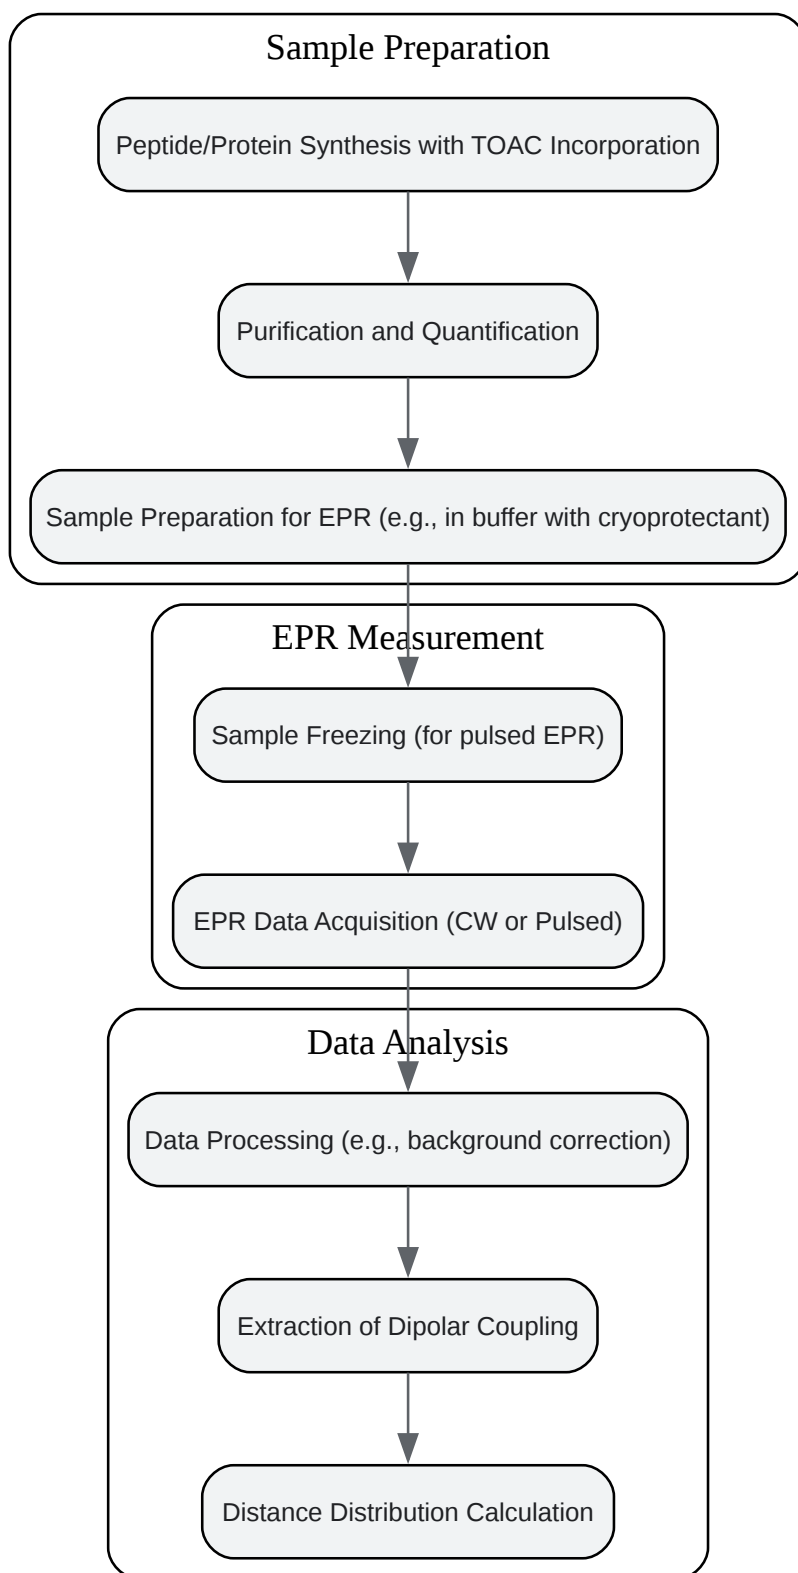 Sample Preparation
Peptide/Protein Synthesis with TOAC Incorporation
Purification and Quantification
Sample Preparation for EPR (e.g., in buffer with cryoprotectant)
EPR Measurement
Sample Freezing (for pulsed EPR)
EPR Data Acquisition (CW or Pulsed)
Data Analysis
Data Processing (e.g., background correction)
Extraction of Dipolar Coupling
Distance Distribution Calculation